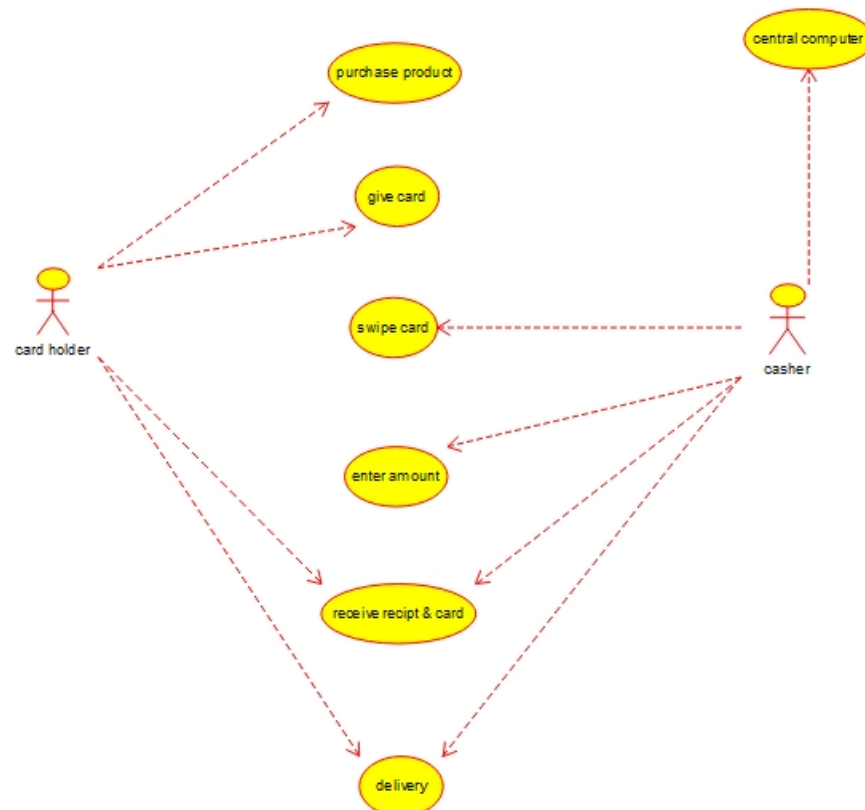 central computer
purchase product
give card
swipe card
card holder
casher
enter amount
receive recipt & card
delivery